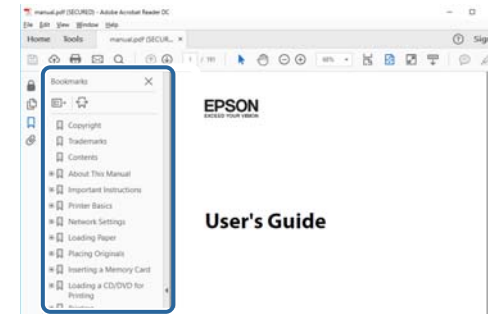 manual.pdf (SECURED) - Adobe Acrobat Reader DC
File Edit View Window Help
Home Tools manual.pdf (SECUR... ×
Sign
Bookmarks
Copyright
Trademarks
Contents
About This Manual
Important Instructions
Printer Basics
Network Settings
Loading Paper
Placing Originals
Inserting a Memory Card
Loading a CD/DVD for
Printing
EPSON
EXCEED YOUR VISION
User's Guide